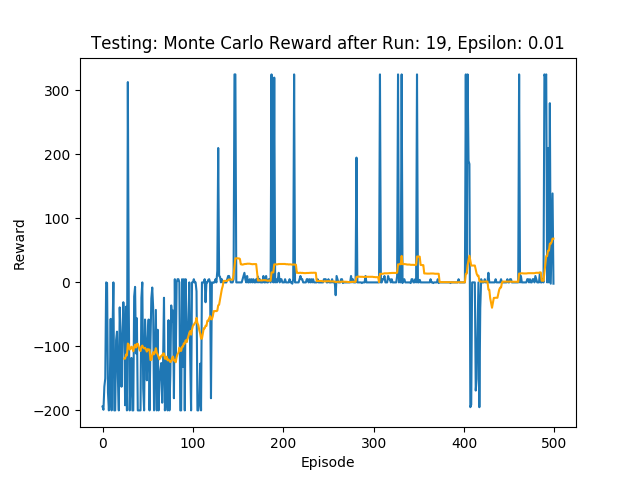 Testing: Monte Carlo Reward after Run: 19, Epsilon: 0.01
300
200
100
0
−100
−200
Reward
0 100 200 300 400 500
Episode